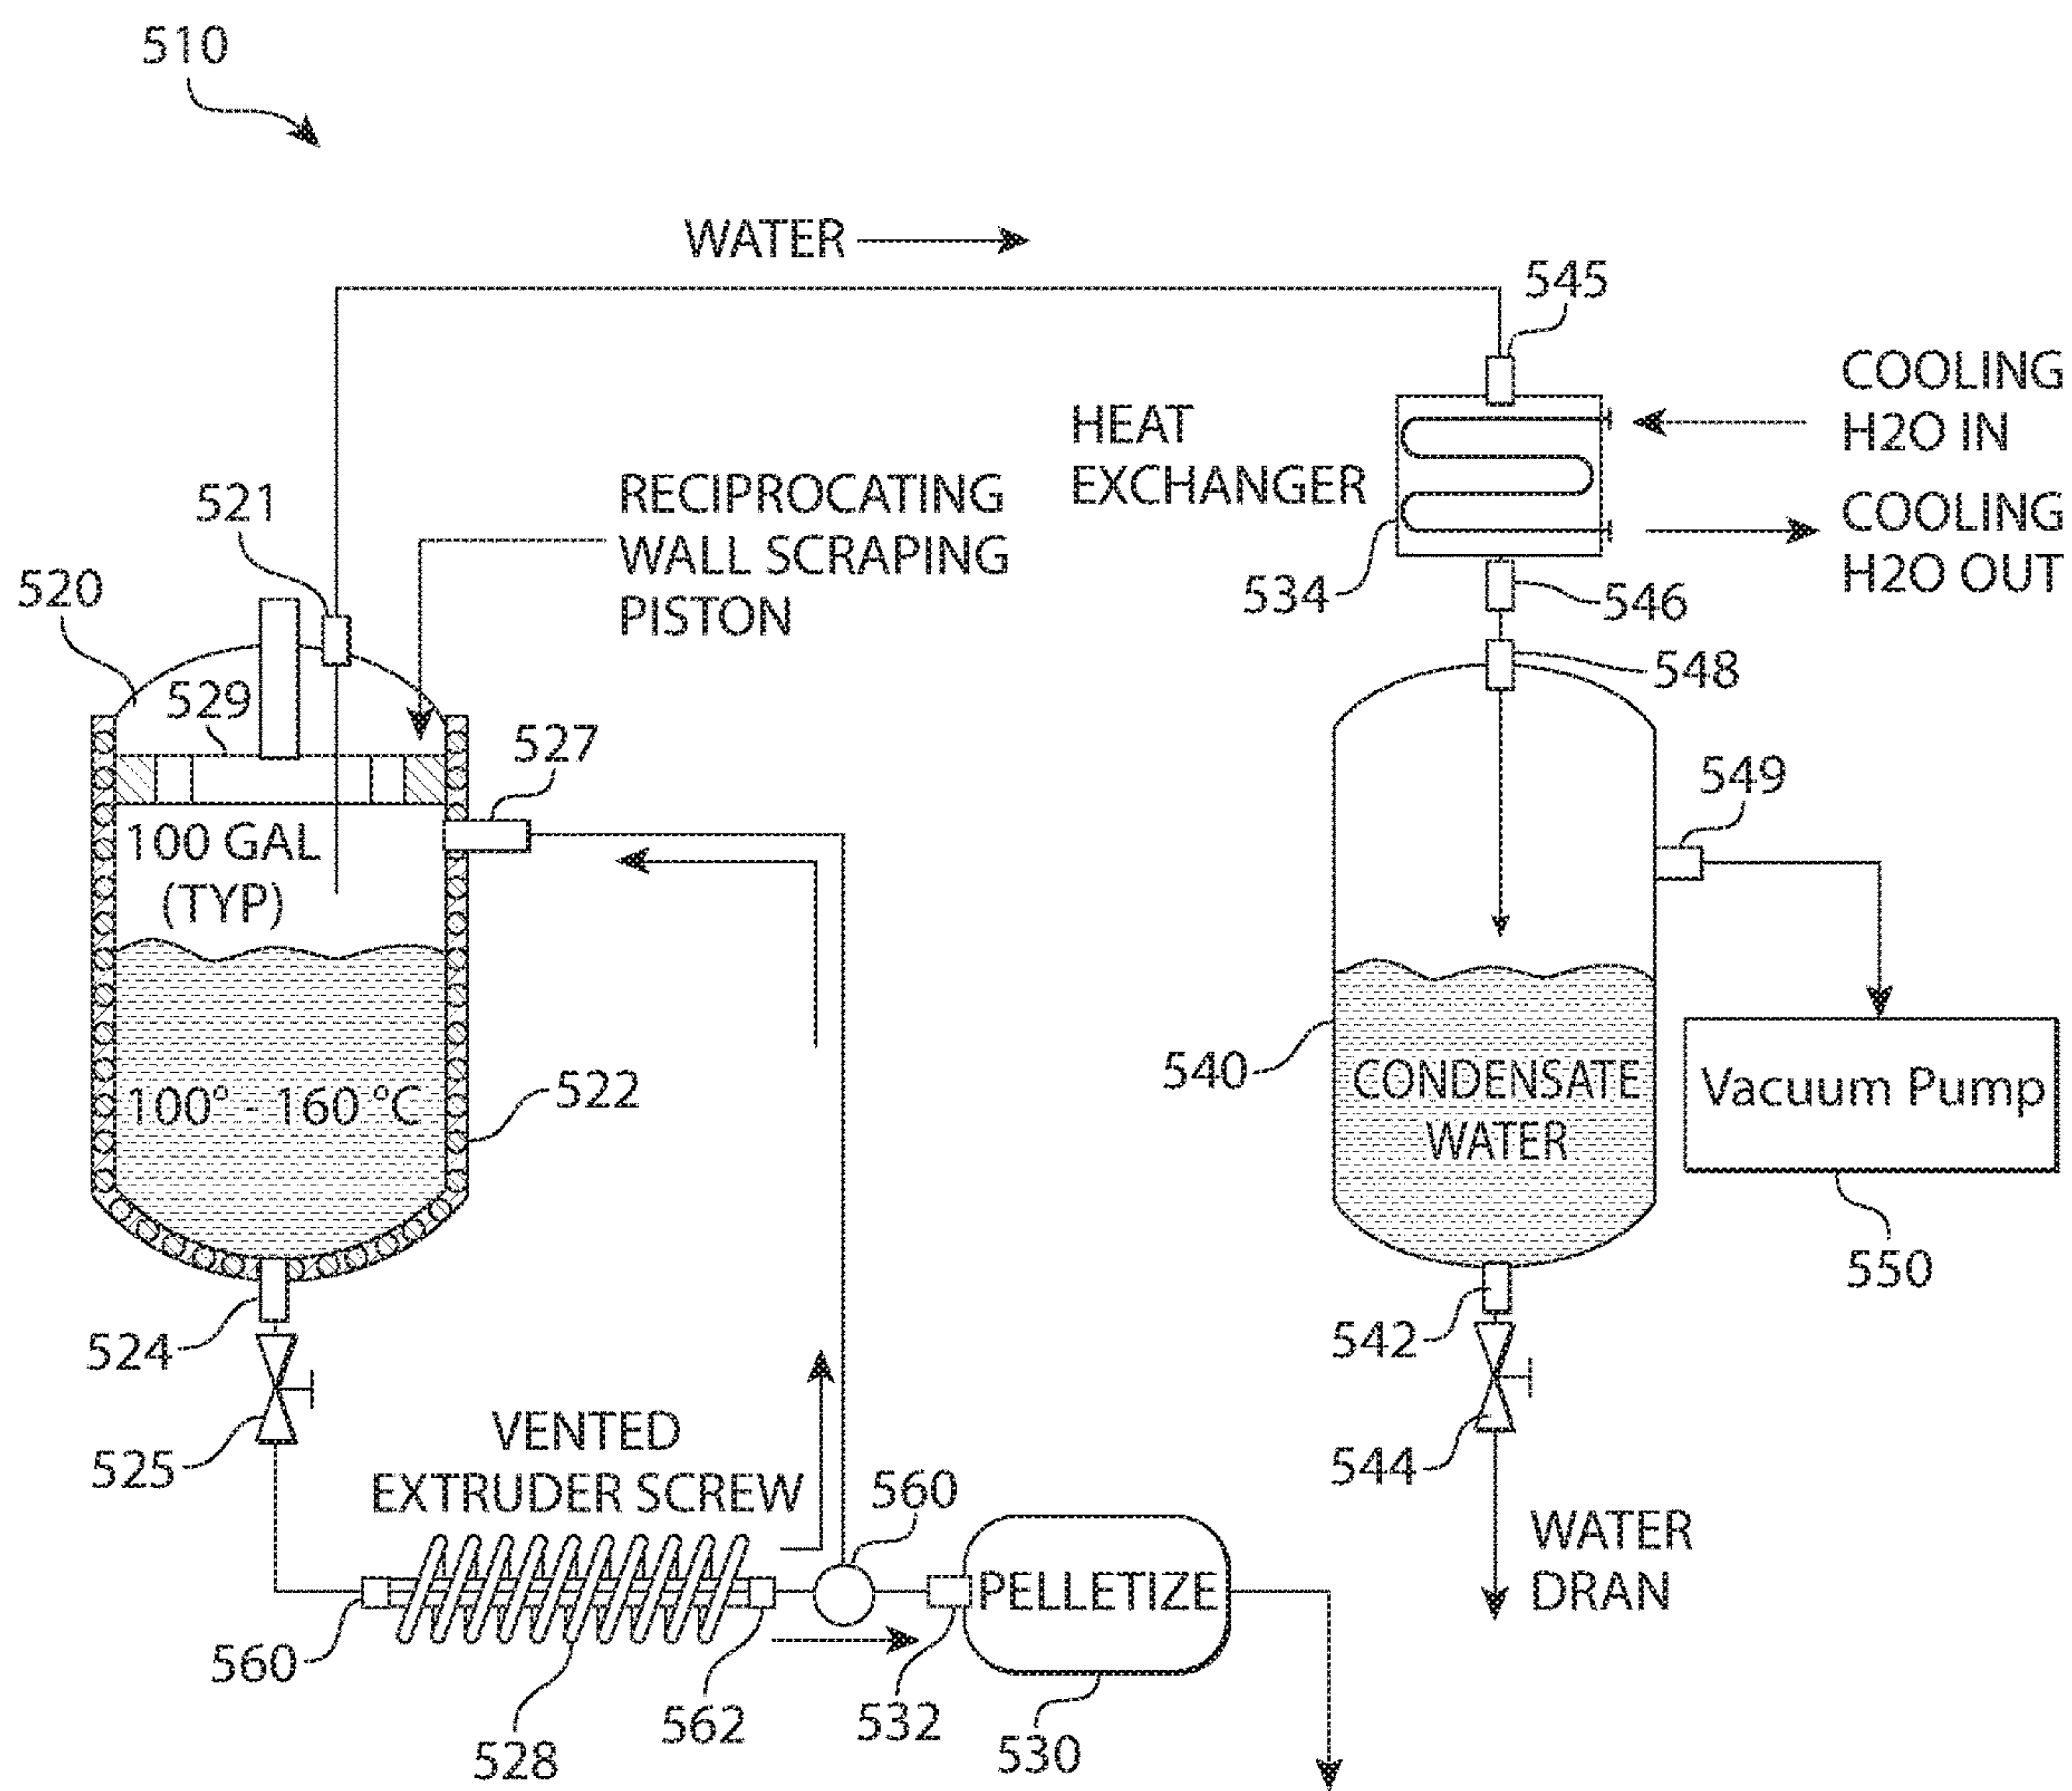 510
WATER
545
COOLING
H2O IN
HEAT
EXCHANGER
COOLING
H2O OUT
534
546
RECIPROCATING
WALL SCRAPING
PISTON
521
520
529
548
527
549
100 GAL
(TYP)
100° - 160 °C
522
540
CONDENSATE
WATER
Vacuum Pump
550
524
525
542
544
VENTED
EXTRUDER SCREW
560
WATER
DRAN
PELLETIZE
560
528
562
532
530